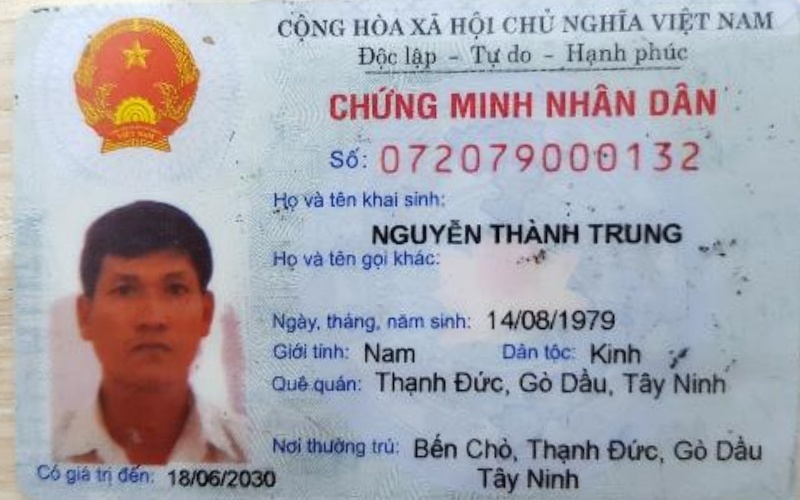 CỘNG HÒA XÃ HỘI CHỦ NGHĨA VIỆT NAM
Độc lập - Tự do - Hạnh phúc
CHỨNG MINH NHÂN DÂN
Số: 072079000132
Họ và tên khai sinh:
NGUYỄN THÀNH TRUNG
Họ và tên gọi khác:
Ngày, tháng, năm sinh: 14/08/1979
Giới tính: Nam Dân tộc: Kinh
Quê quán: Thạnh Đức, Gò Dầu, Tây Ninh
Nơi thường trú: Bến Chò, Thạnh Đức, Gò Dầu
Tây Ninh
Có giá trị đến: 18/06/2030
VIỆT NAM